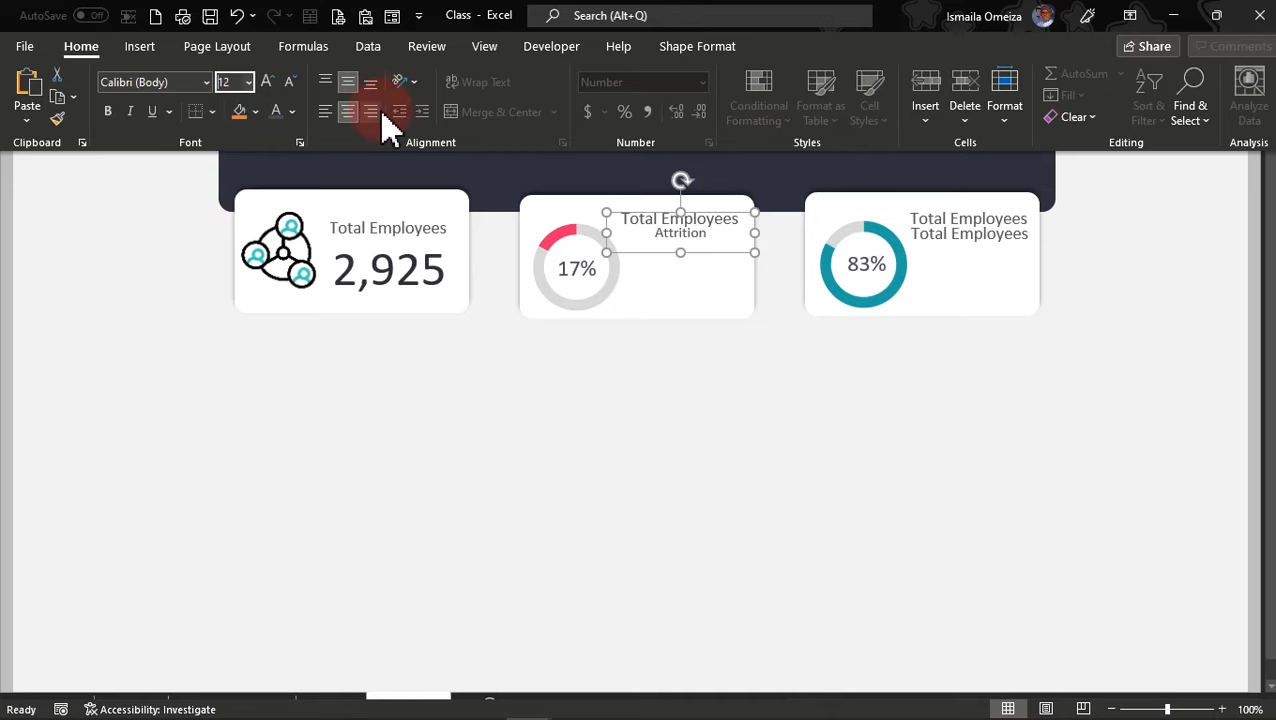 AutoSave Off
Class - Excel
Search (Alt+Q)
Ismaila Omeiza
File Home Insert Page Layout Formulas Data Review View Developer Help Shape Format
Share Comments
Calibri (Body) 12
Wrap Text
Number
AutoSum
Fill
Clear
Paste
B I U A
Merge & Center
$ % ,
Conditional Formatting
Format as Table
Cell Styles
Insert
Delete
Format
Sort & Filter
Find & Select
Analyze Data
Clipboard Font Alignment Number Styles Cells Editing Analysis
Total Employees
2,925
Total Employees
Attrition
17%
Total Employees
Total Employees
83%
Ready
Accessibility: Investigate
100%